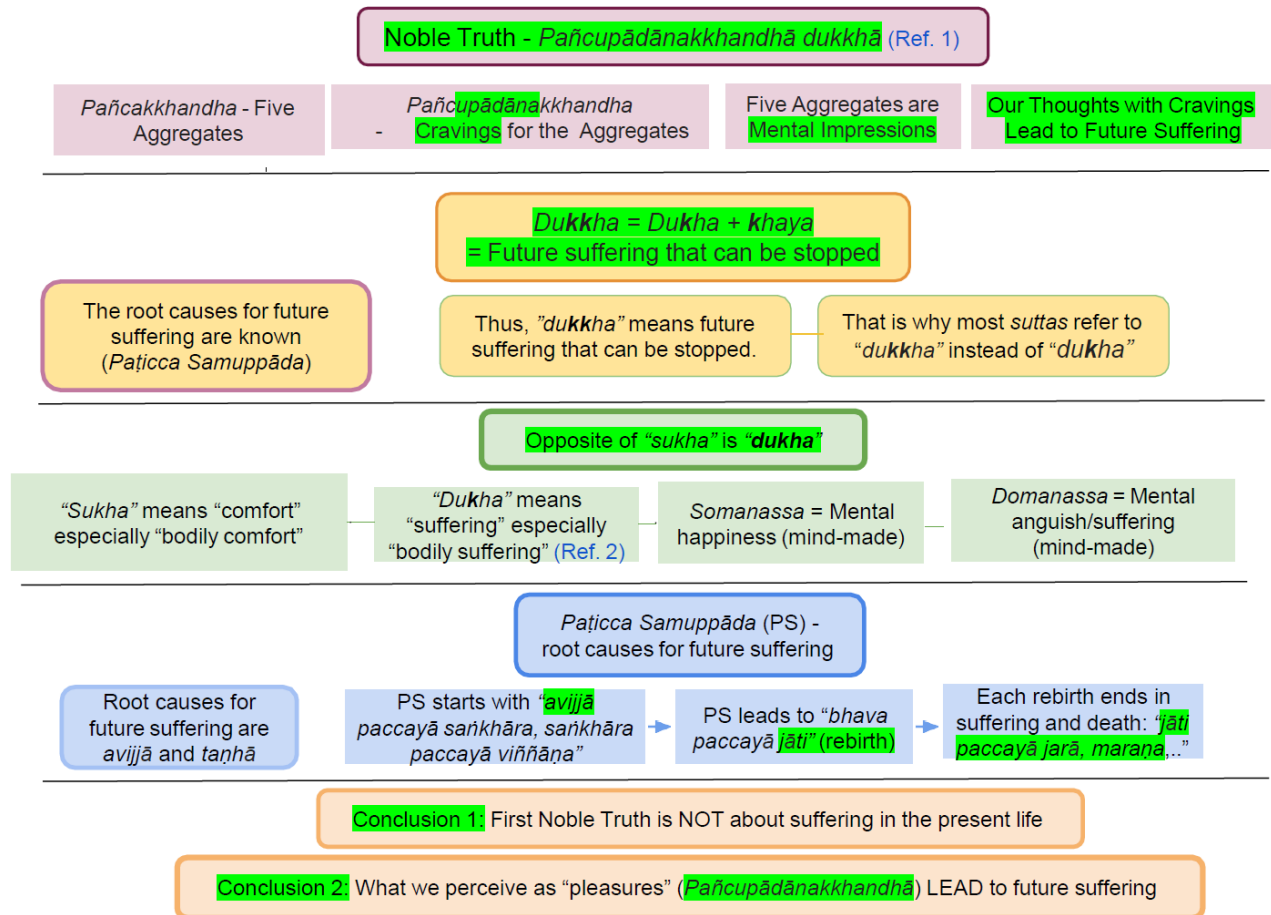 Noble Truth - Pañcupādānakkhandhā dukkhā (Ref. 1)
Pañcakkhandha - Five
Aggregates
Pañcupādānakkhandha
- Cravings for the Aggregates
Five Aggregates are
Mental Impressions
Our Thoughts with Cravings
Lead to Future Suffering
Dukkha = Dukha + khaya
= Future suffering that can be stopped
The root causes for future
suffering are known
(Paṭicca Samuppāda)
Thus, "dukkha" means future
suffering that can be stopped.
That is why most suttas refer to
"dukkha" instead of "dukha"
Opposite of "sukha" is "dukha"
"Sukha" means "comfort"
especially "bodily comfort"
"Dukha" means
"suffering" especially
"bodily suffering" (Ref. 2)
Somanassa = Mental
happiness (mind-made)
Domanassa = Mental
anguish/suffering
(mind-made)
Paṭicca Samuppāda (PS) -
root causes for future suffering
Root causes for
future suffering are
avijjā and taṇhā
PS starts with "avijjā
paccayā saṅkhāra, saṅkhāra
paccayā viññāṇa"
PS leads to "bhava
paccayā jāti" (rebirth)
Each rebirth ends in
suffering and death: "jāti
paccayā jarā, maraṇa,.."
Conclusion 1: First Noble Truth is NOT about suffering in the present life
Conclusion 2: What we perceive as "pleasures" (Pañcupādānakkhandhā) LEAD to future suffering